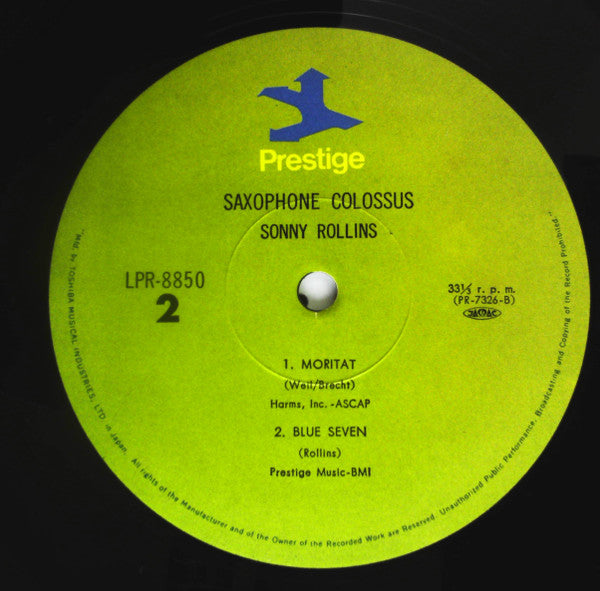 Prestige
SAXOPHONE COLOSSUS
SONNY ROLLINS
LPR-8850
2
33⅓ r. p. m.
(PR-7326-B)
JASRAC
1. MORITAT
(Weil/Brecht)
Harms, Inc.-ASCAP
2. BLUE SEVEN
(Rollins)
Prestige Music-BMI
"Mfd. by TOSHIBA MUSICAL INDUSTRIES, LTD. in Japan. All rights of the Manufacturer and of the Owner of the Recorded Work are Reserved. Unauthorized Public Performance, Broadcasting and Copying of the Record Prohibited."